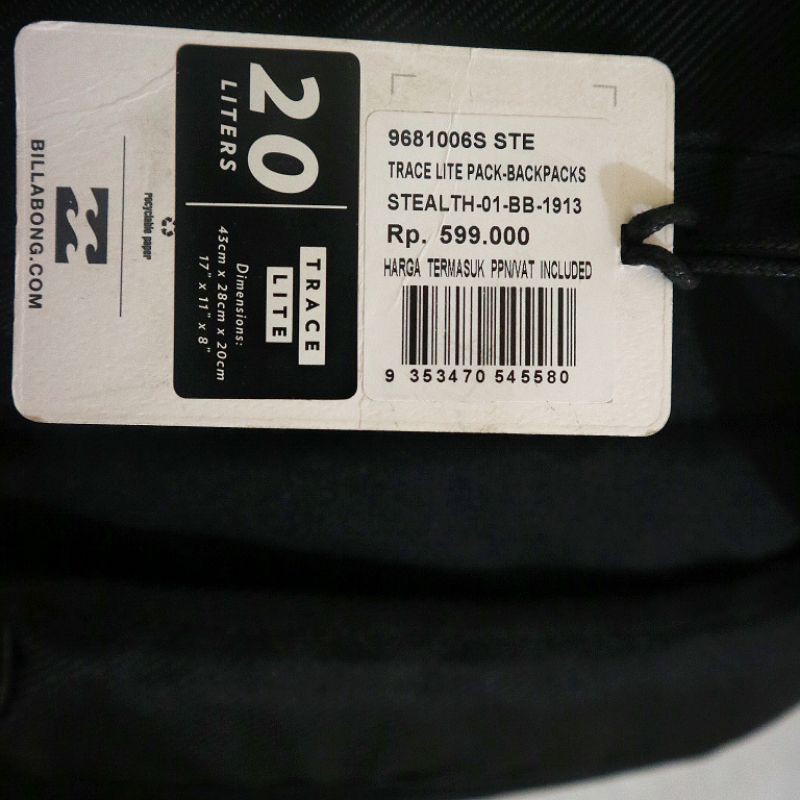 BILLABONG.COM
recyclable paper
20
LITERS
TRACE
LITE
Dimensions:
43cm x 28cm x 20cm
17" x 11" x 8"
9681006S STE
TRACE LITE PACK-BACKPACKS
STEALTH-01-BB-1913
Rp. 599.000
HARGA TERMASUK PPN/VAT INCLUDED
9 353470 545580